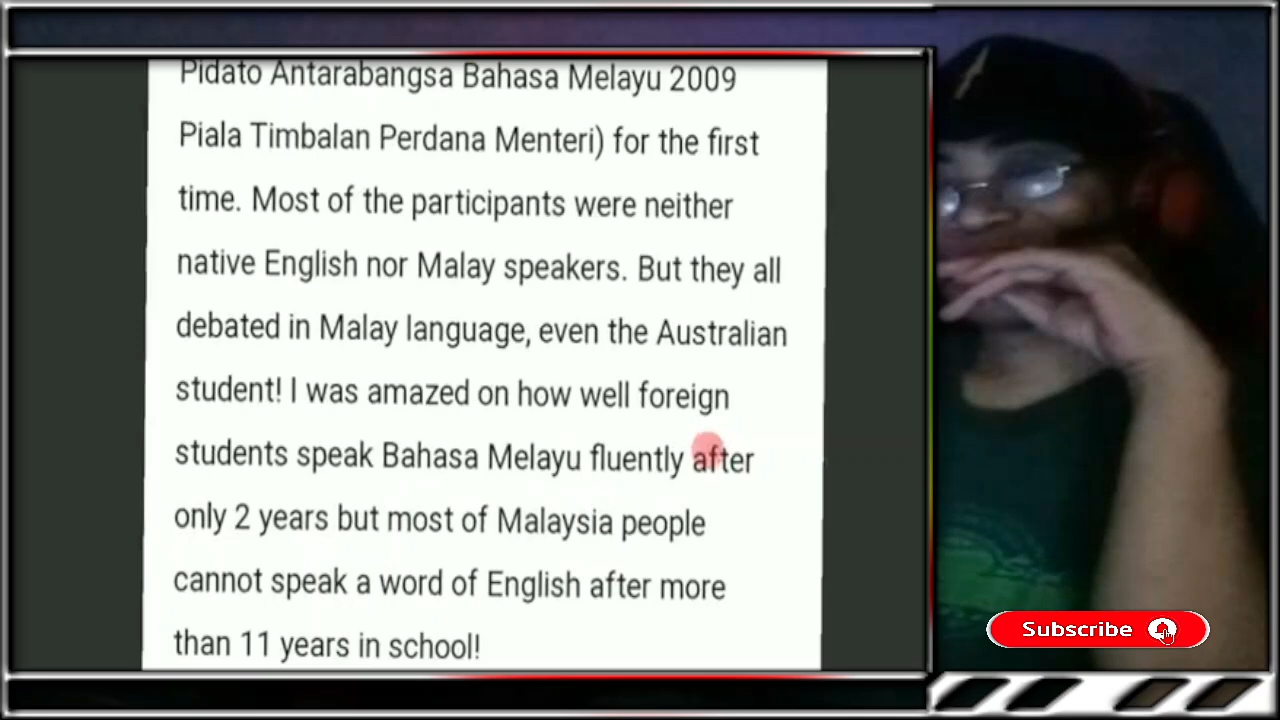 Pidato Antarabangsa Bahasa Melayu 2009
Piala Timbalan Perdana Menteri) for the first
time. Most of the participants were neither
native English nor Malay speakers. But they all
debated in Malay language, even the Australian
student! I was amazed on how well foreign
students speak Bahasa Melayu fluently after
only 2 years but most of Malaysia people
cannot speak a word of English after more
than 11 years in school!
Subscribe